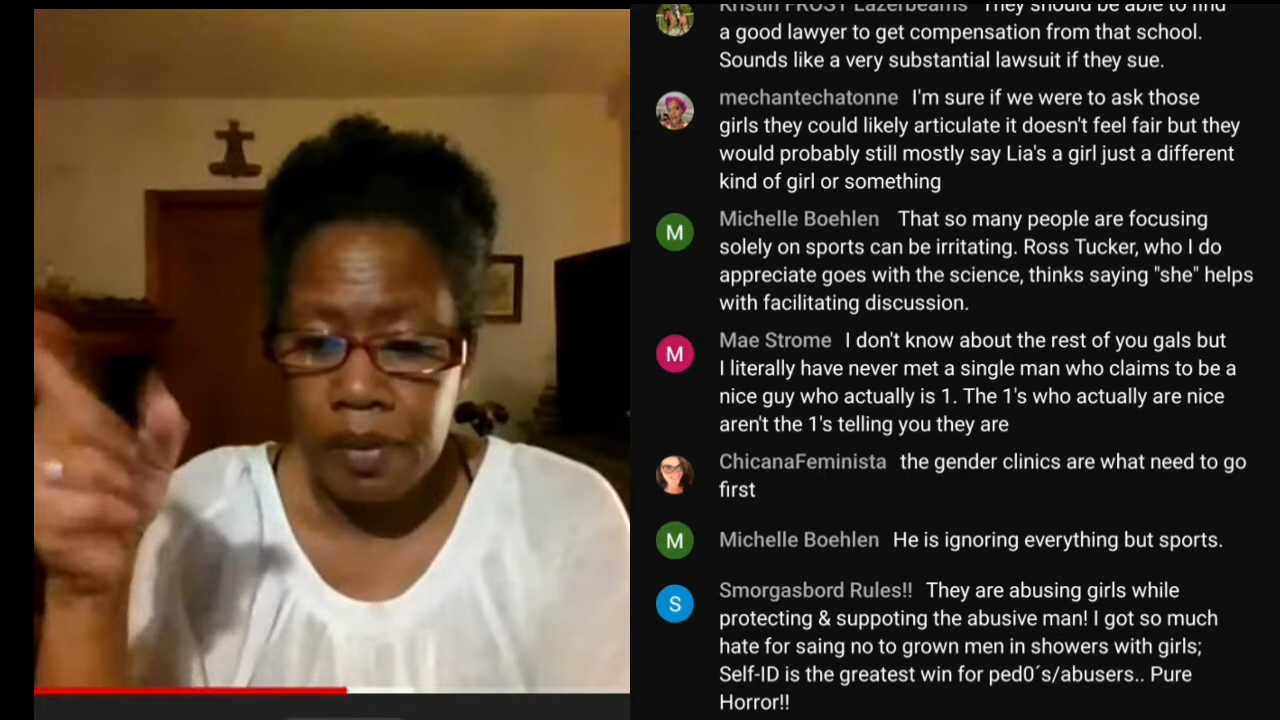 Kristin FROST Lazerbeams They should be able to find
a good lawyer to get compensation from that school.
Sounds like a very substantial lawsuit if they sue.
mechantechatonne I'm sure if we were to ask those
girls they could likely articulate it doesn't feel fair but they
would probably still mostly say Lia's a girl just a different
kind of girl or something
M Michelle Boehlen That so many people are focusing
solely on sports can be irritating. Ross Tucker, who I do
appreciate goes with the science, thinks saying "she" helps
with facilitating discussion.
M Mae Strome I don't know about the rest of you gals but
I literally have never met a single man who claims to be a
nice guy who actually is 1. The 1's who actually are nice
aren't the 1's telling you they are
ChicanaFeminista the gender clinics are what need to go
first
M Michelle Boehlen He is ignoring everything but sports.
S Smorgasbord Rules!! They are abusing girls while
protecting & suppoting the abusive man! I got so much
hate for saing no to grown men in showers with girls;
Self-ID is the greatest win for ped0´s/abusers.. Pure
Horror!!